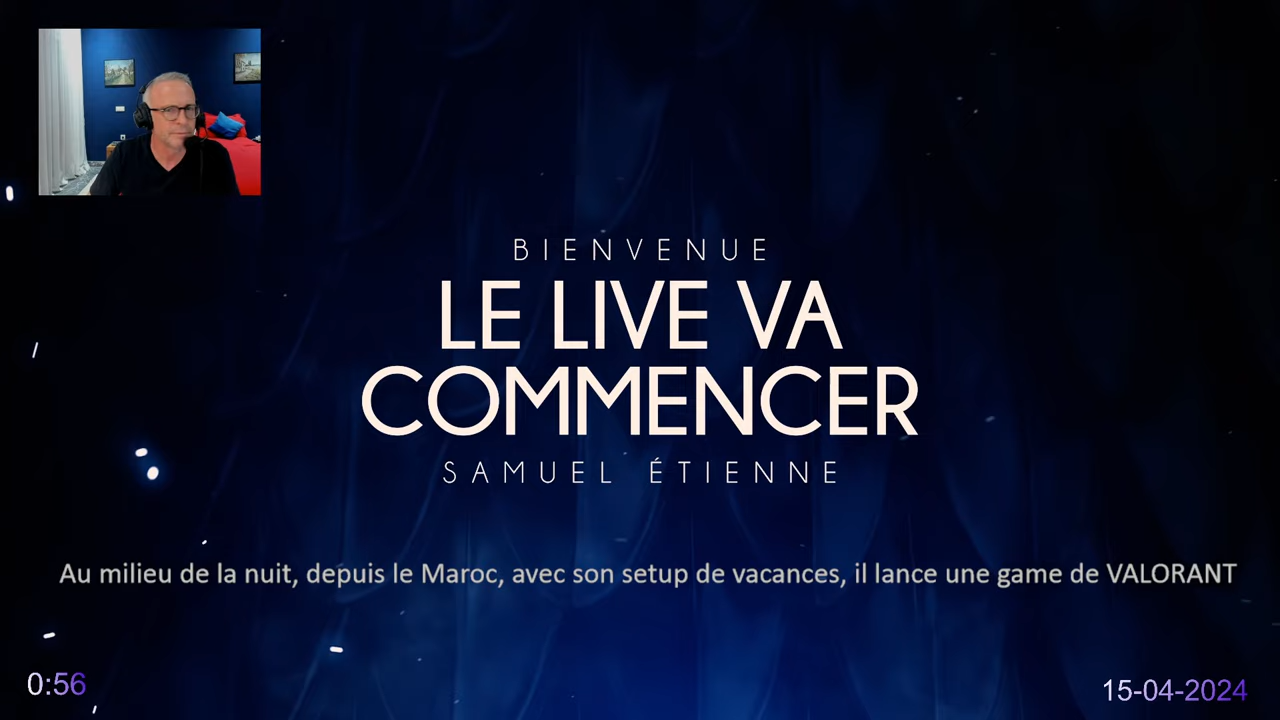 BIENVENUE
LE LIVE VA
COMMENCER
SAMUEL ÉTIENNE
Au milieu de la nuit, depuis le Maroc, avec son setup de vacances, il lance une game de VALORANT
0:56
15-04-2024